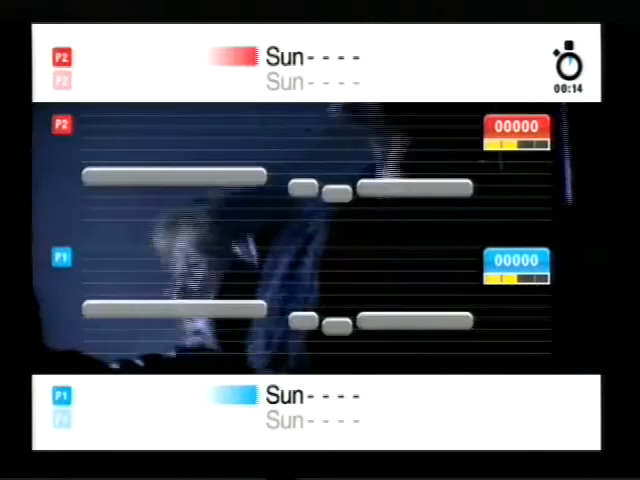 P2 Sun - - - -
P2 Sun - - - -
00:14
P2 00000
P1 00000
P1 Sun - - - -
P1 Sun - - - -